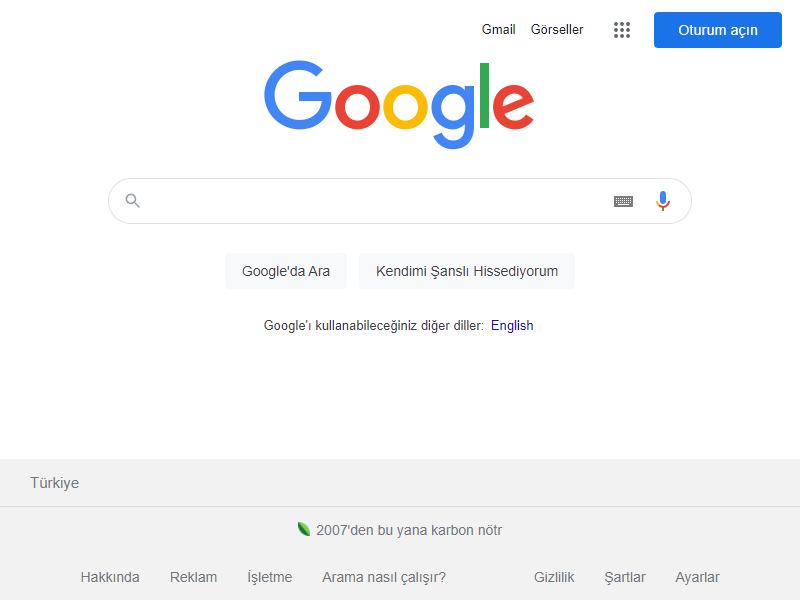 Gmail Görseller Oturum açın
Google
Google'da Ara Kendimi Şanslı Hissediyorum
Google'ı kullanabileceğiniz diğer diller: English
Türkiye
2007'den bu yana karbon nötr
Hakkında Reklam İşletme Arama nasıl çalışır? Gizlilik Şartlar Ayarlar